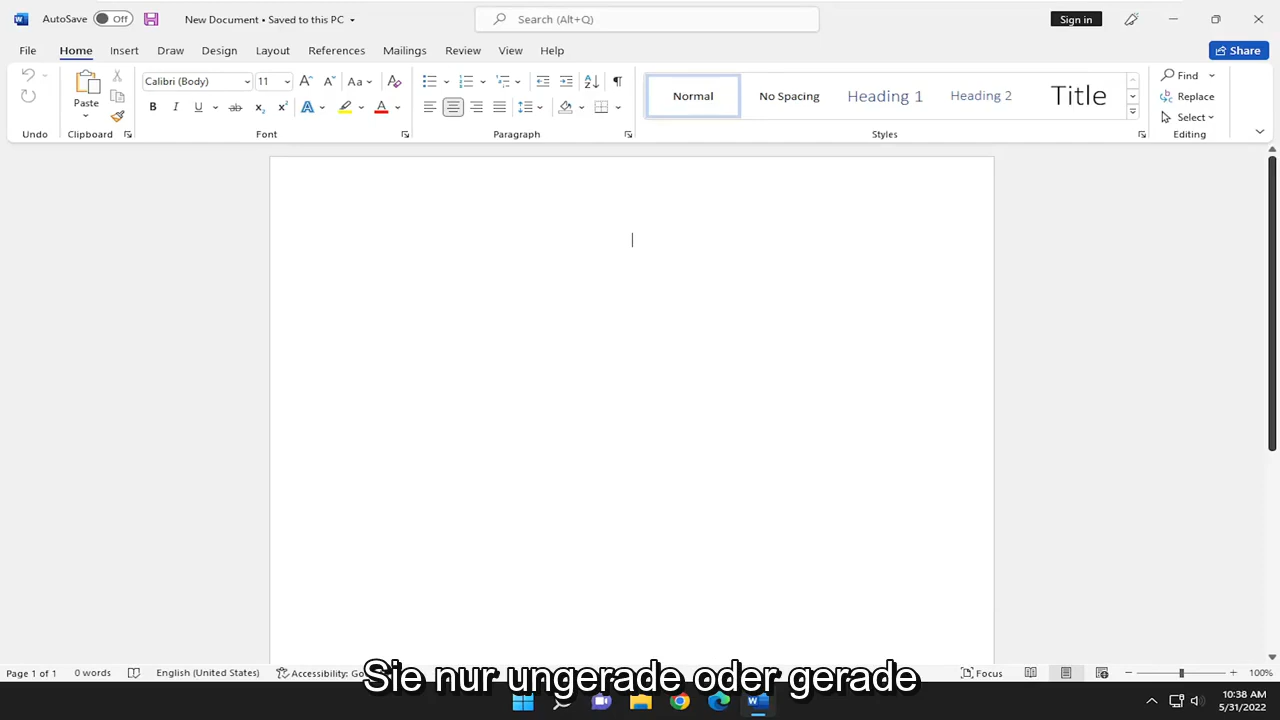 AutoSave Off New Document • Saved to this PC Search (Alt+Q) Sign in
File Home Insert Draw Design Layout References Mailings Review View Help Share
Calibri (Body) 11 Aa
Paste
Normal No Spacing Heading 1 Heading 2 Title
Find
Replace
Select
Undo Clipboard Font Paragraph Styles Editing
Page 1 of 1 0 words English (United States) Accessibility: Focus 100%
Sie nur ungerade oder gerade
10:38 AM
5/31/2022